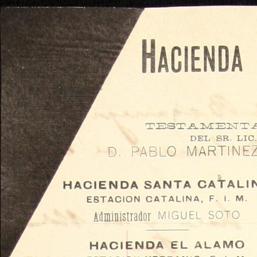 HACIENDA
TESTAMENTA
DEL SR. LIC.
D. PABLO MARTINEZ
HACIENDA SANTA CATALIN
ESTACION CATALINA, F. I. M.
Administrador MIGUEL SOTO
HACIENDA EL ALAMO